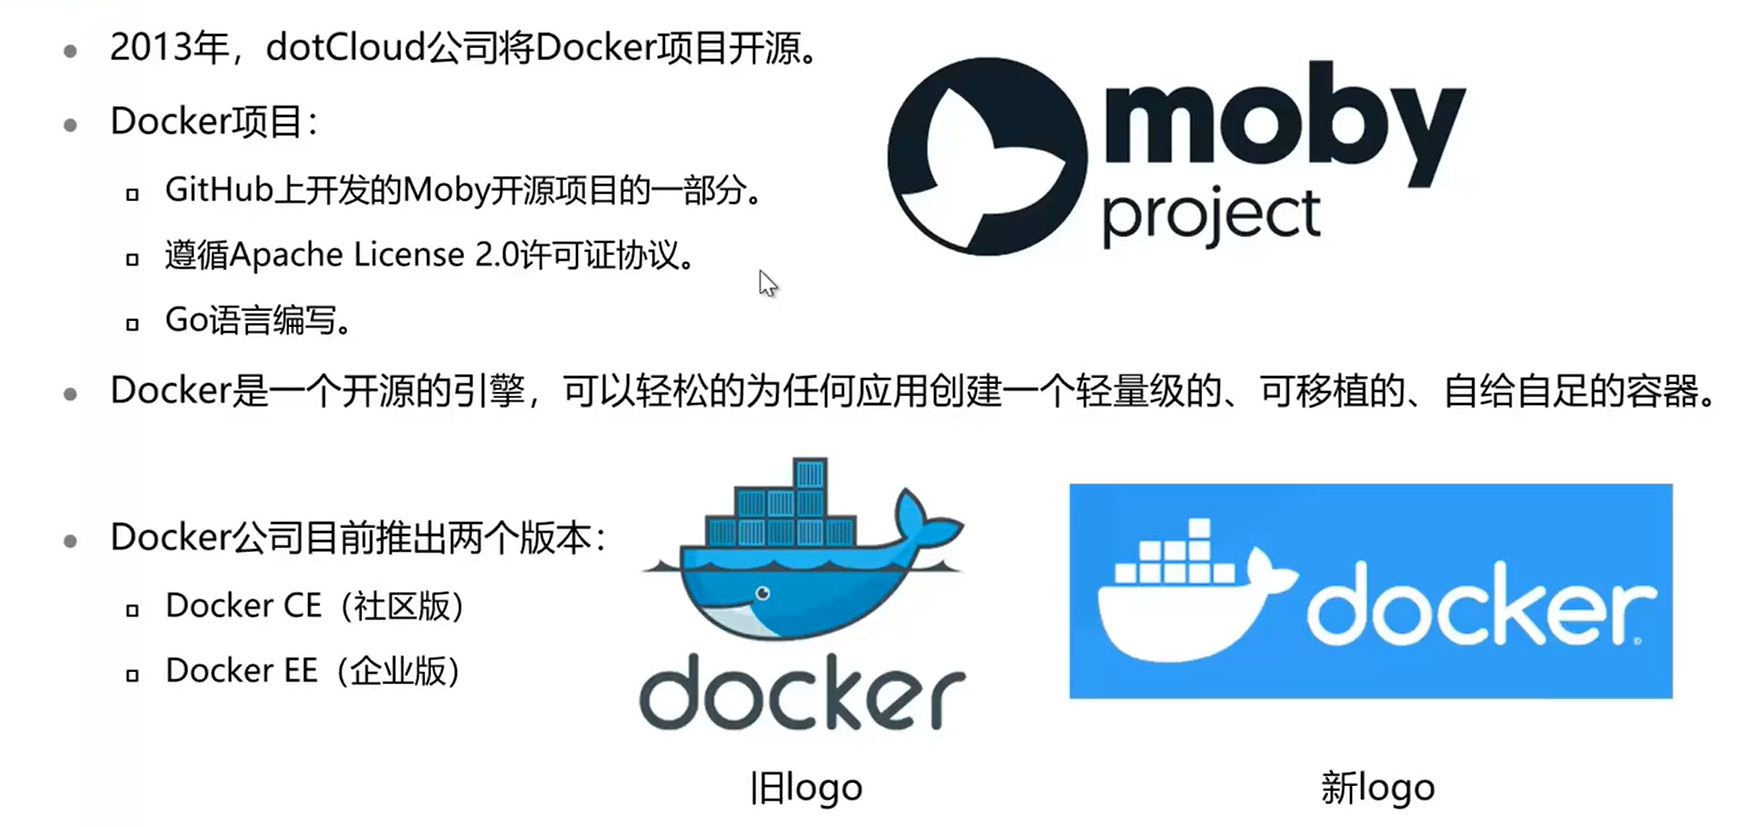 2013年，dotCloud公司将Docker项目开源。
Docker项目：
GitHub上开发的Moby开源项目的一部分。
遵循Apache License 2.0许可证协议。
Go语言编写。
moby
project
Docker是一个开源的引擎，可以轻松的为任何应用创建一个轻量级的、可移植的、自给自足的容器。
Docker公司目前推出两个版本：
Docker CE（社区版）
Docker EE（企业版）
docker
旧logo
docker
新logo